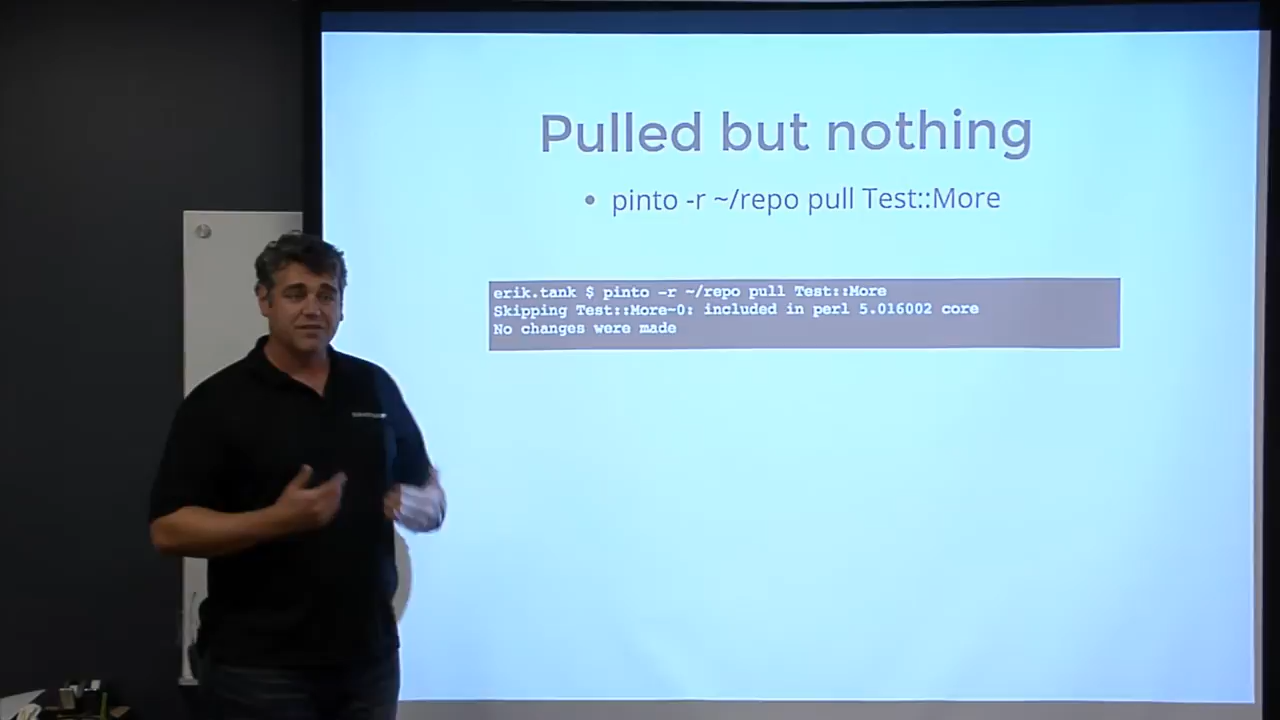 Pulled but nothing
• pinto -r ~/repo pull Test::More
erik.tank $ pinto -r ~/repo pull Test::More
Skipping Test::More~0: included in perl 5.016002 core
No changes were made